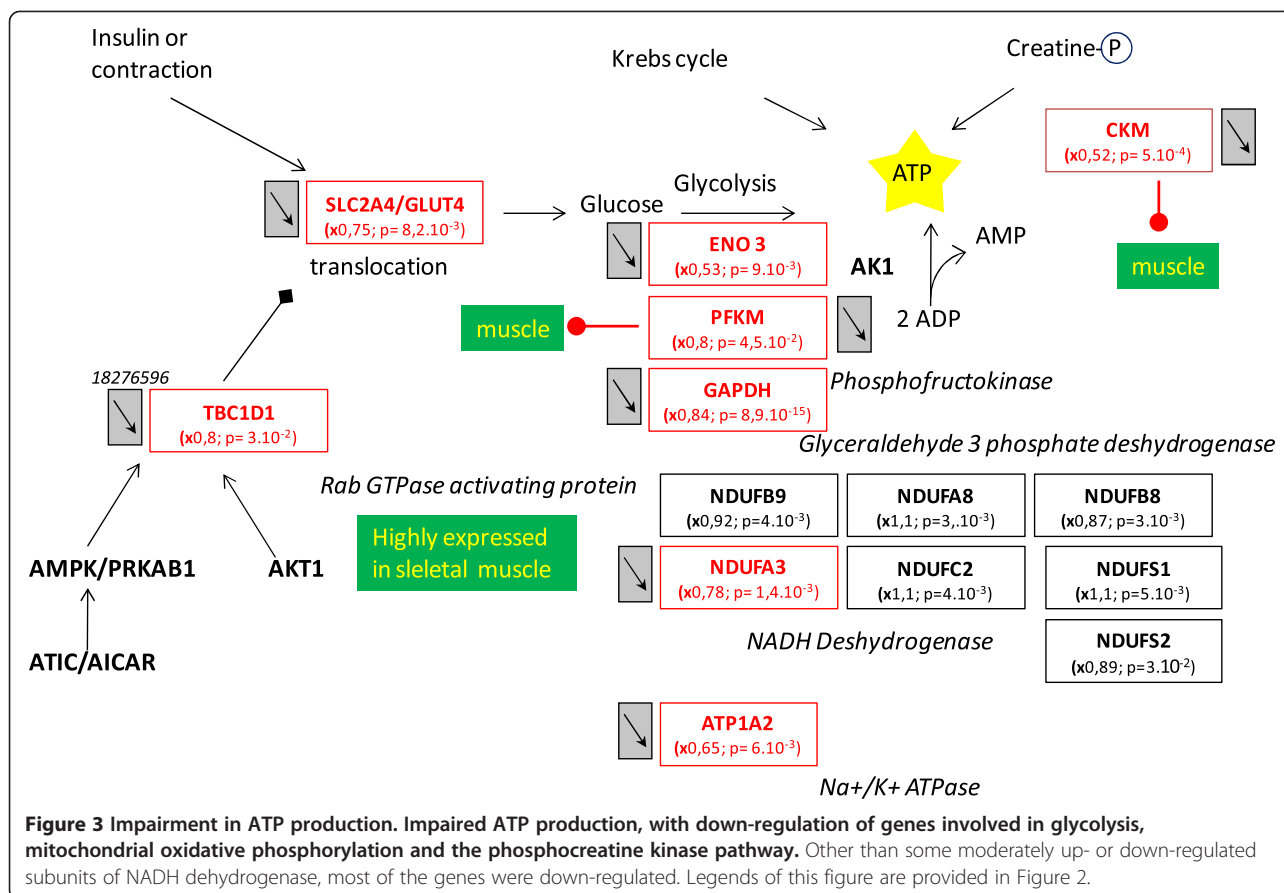 Insulin or
contraction
Krebs cycle
Creatine-P
ATP
CKM
(x0,52; p= 5.10-4)
muscle
SLC2A4/GLUT4
(x0,75; p= 8,2.10-3)
translocation
Glucose
Glycolysis
ENO 3
(x0,53; p= 9.10-3)
AK1
AMP
2 ADP
muscle
PFKM
(x0,8; p= 4,5.10-2)
Phosphofructokinase
GAPDH
(x0,84; p= 8,9.10-15)
Glyceraldehyde 3 phosphate deshydrogenase
18276596
TBC1D1
(x0,8; p= 3.10-2)
Rab GTPase activating protein
Highly expressed
in sleletal muscle
AMPK/PRKAB1
AKT1
ATIC/AICAR
NDUFB9
(x0,92; p=4.10-3)
NDUFA8
(x1,1; p=3,.10-3)
NDUFB8
(x0,87; p=3.10-3)
NDUFA3
(x0,78; p= 1,4.10-3)
NDUFC2
(x1,1; p=4.10-3)
NDUFS1
(x1,1; p=5.10-3)
NADH Deshydrogenase
NDUFS2
(x0,89; p=3.10-2)
ATP1A2
(x0,65; p= 6.10-3)
Na+/K+ ATPase
Figure 3 Impairment in ATP production. Impaired ATP production, with down-regulation of genes involved in glycolysis,
mitochondrial oxidative phosphorylation and the phosphocreatine kinase pathway. Other than some moderately up- or down-regulated
subunits of NADH dehydrogenase, most of the genes were down-regulated. Legends of this figure are provided in Figure 2.